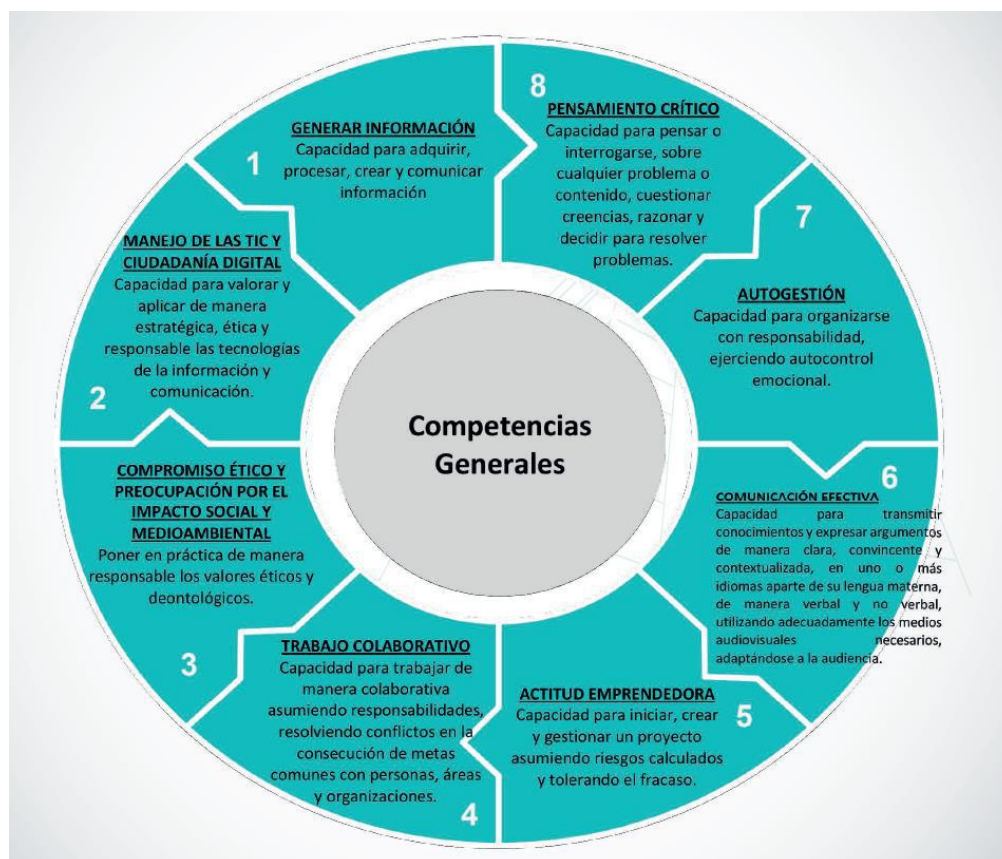 1
GENERAR INFORMACIÓN
Capacidad para adquirir,
procesar, crear y comunicar
información
2
MANEJO DE LAS TIC Y
CIUDADANÍA DIGITAL
Capacidad para valorar y
aplicar de manera
estratégica, ética y
responsable las tecnologías
de la información y
comunicación.
3
COMPROMISO ÉTICO Y
PREOCUPACIÓN POR EL
IMPACTO SOCIAL Y
MEDIOAMBIENTAL
Poner en práctica de manera
responsable los valores éticos y
deontológicos.
4
TRABAJO COLABORATIVO
Capacidad para trabajar de
manera colaborativa
asumiendo responsabilidades,
resolviendo conflictos en la
consecución de metas
comunes con personas, áreas
y organizaciones.
5
ACTITUD EMPRENDEDORA
Capacidad para iniciar, crear
y gestionar un proyecto
asumiendo riesgos calculados
y tolerando el fracaso.
6
COMUNICACIÓN EFECTIVA
Capacidad para transmitir
conocimientos y expresar argumentos
de manera clara, convincente y
contextualizada, en uno o más
idiomas aparte de su lengua materna,
de manera verbal y no verbal,
utilizando adecuadamente los medios
audiovisuales necesarios,
adaptándose a la audiencia.
7
AUTOGESTIÓN
Capacidad para organizarse
con responsabilidad,
ejerciendo autocontrol
emocional.
8
PENSAMIENTO CRÍTICO
Capacidad para pensar o
interrogarse, sobre
cualquier problema o
contenido, cuestionar
creencias, razonar y
decidir para resolver
problemas.
Competencias
Generales